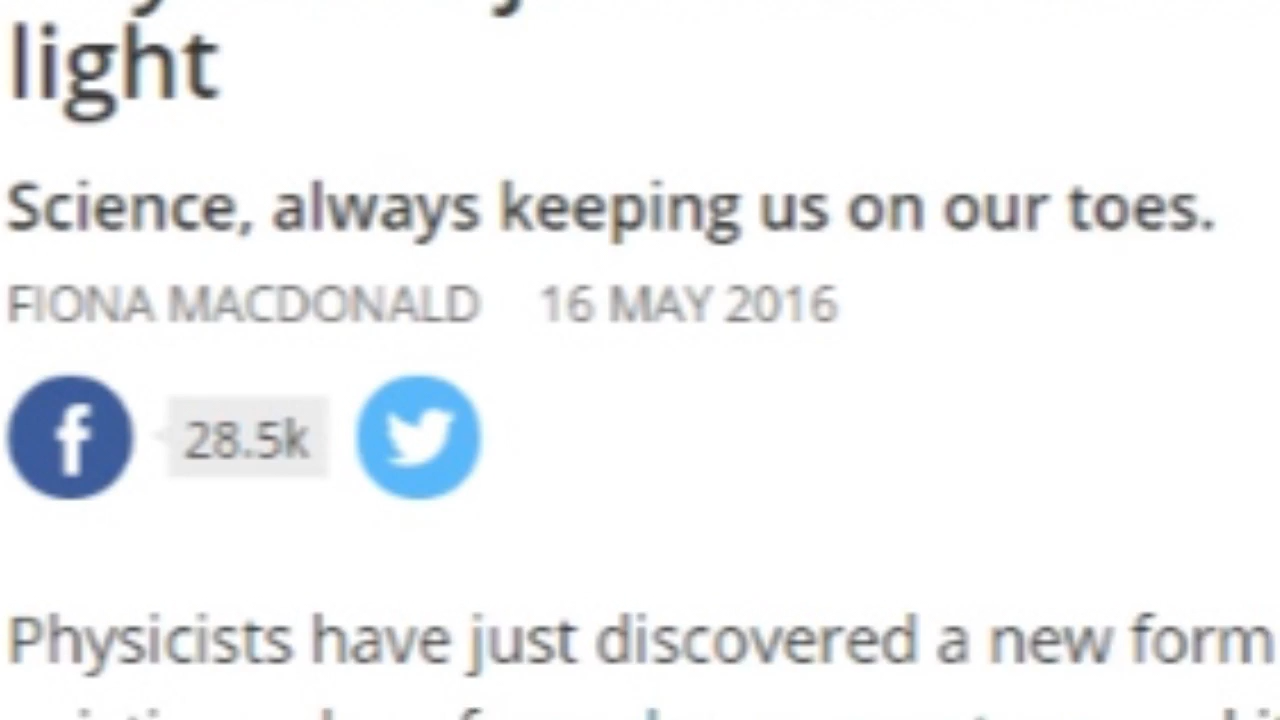 light
Science, always keeping us on our toes.
FIONA MACDONALD 16 MAY 2016
f 28.5k
Physicists have just discovered a new form